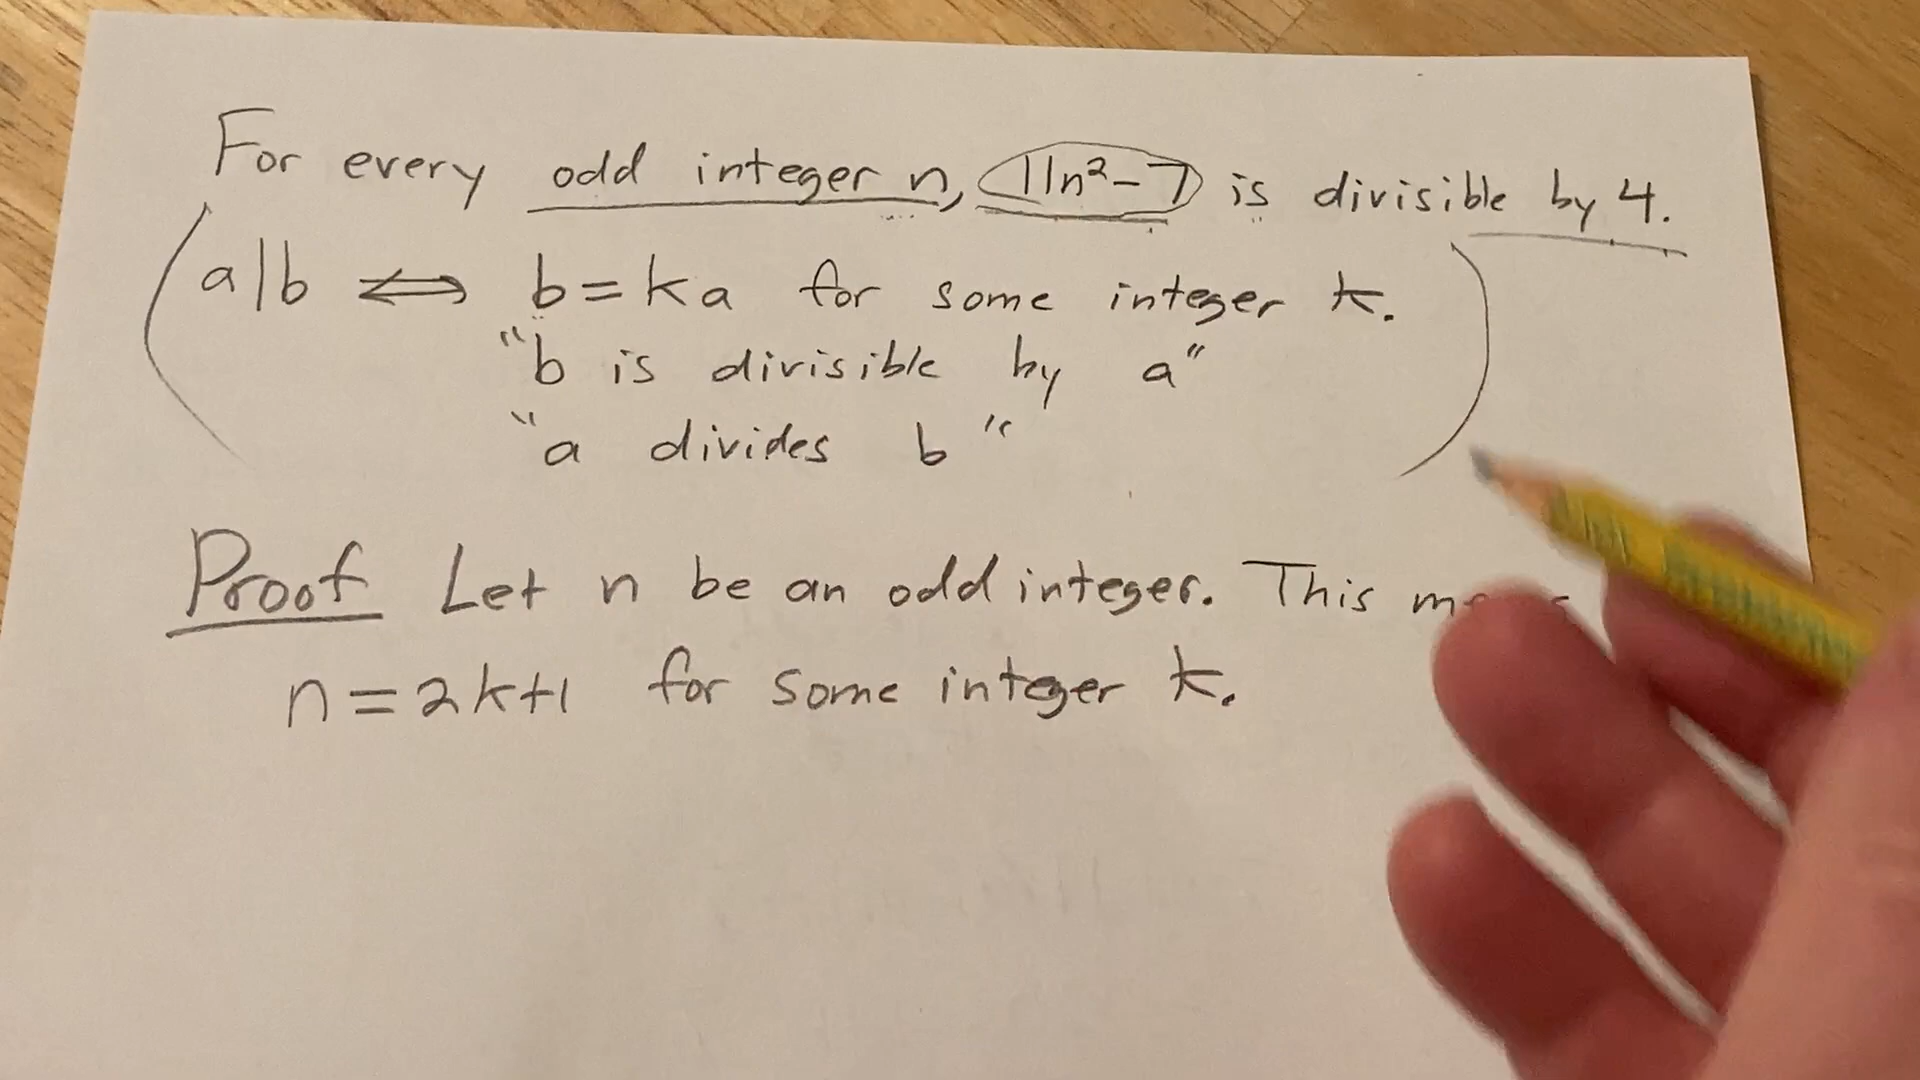 For every odd integer n, 11n²-7 is divisible by 4.
a|b ⟺ b=ka for some integer k.
"b is divisible by a"
"a divides b"
Proof Let n be an odd integer. This
n=2k+1 for some integer k.